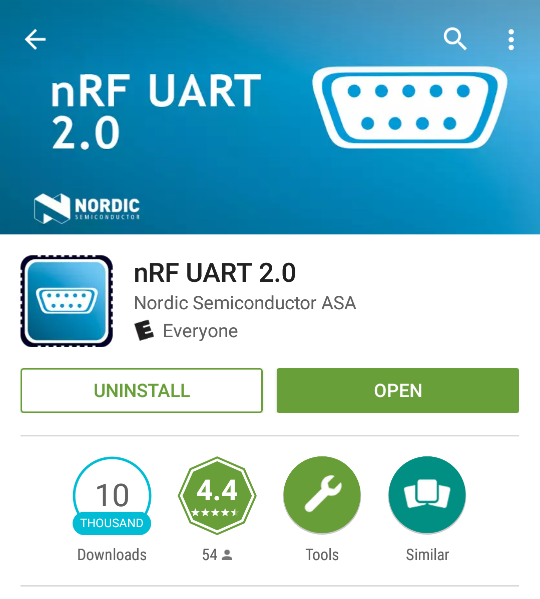 nRF UART
2.0
NORDIC
SEMICONDUCTOR
nRF UART 2.0
Nordic Semiconductor ASA
E Everyone
UNINSTALL
OPEN
10
THOUSAND
4.4
Downloads
54
Tools
Similar